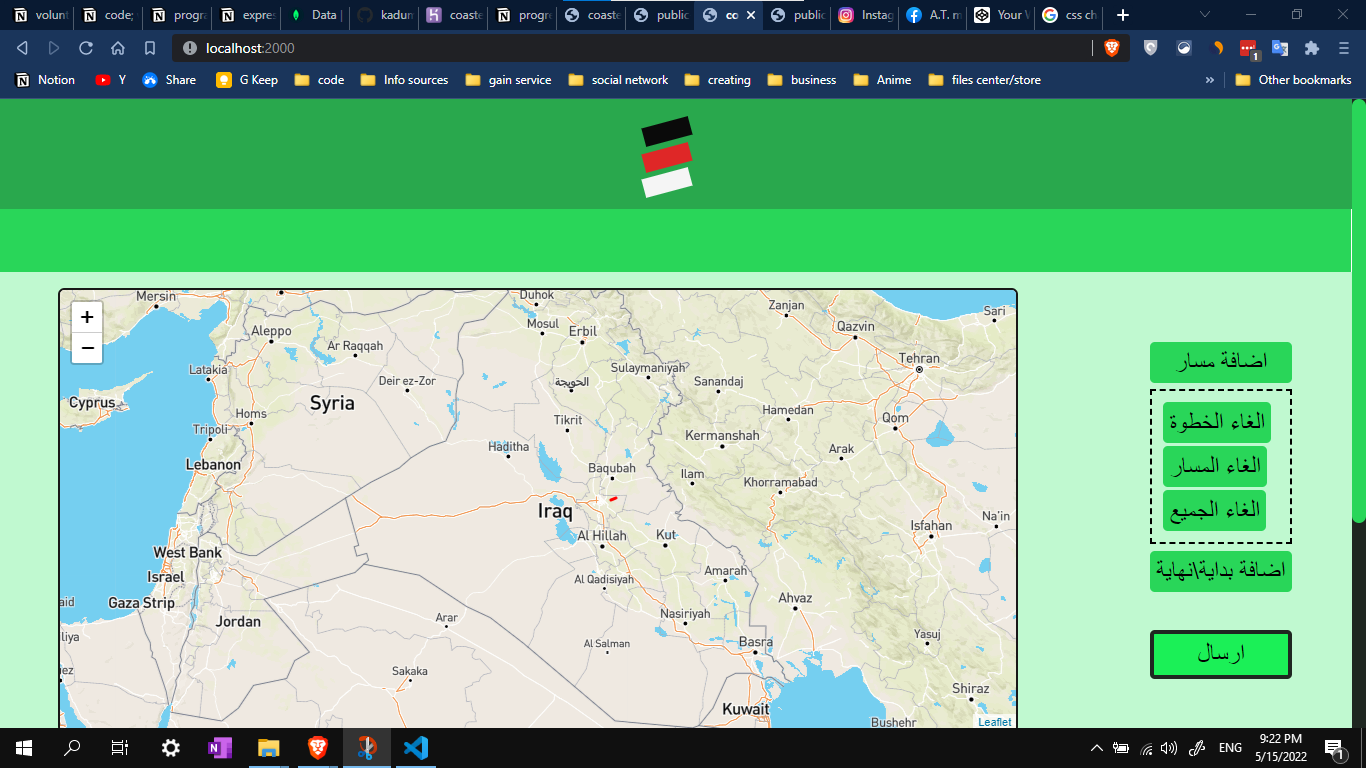 volunt
code;
progra
expres
Data |
kadum
coaste
progre
coaste
public
co
public
Instag
A.T. m
Your W
css ch
localhost:2000
1
Notion
Y
Share
G Keep
code
Info sources
gain service
social network
creating
business
Anime
files center/store
»
Other bookmarks
+
−
Mersin
Duhok
Zanjan
Sari
Aleppo
Mosul
Erbil
Qazvin
Ar Raqqah
Tehran
Latakia
Deir ez-Zor
الحويجة
Sulaymaniyah
Sanandaj
Cyprus
Syria
Homs
Tikrit
Hamedan
Qom
Tripoli
Haditha
Kermanshah
Arak
Lebanon
Baqubah
Ilam
Khorramabad
Iraq
Isfahan
Na'in
Al Hillah
Kut
West Bank
Israel
Al Qadisiyah
Amarah
Gaza Strip
Ahvaz
aid
Jordan
Arar
Nasiriyah
liya
Al Salman
Basra
Yasuj
iez
Sakaka
Kuwait
Shiraz
Bushehr
Leaflet
اضافة مسار
الغاء الخطوة
الغاء المسار
الغاء الجميع
اضافة بداية\نهاية
ارسال
ENG
9:22 PM
5/15/2022
1